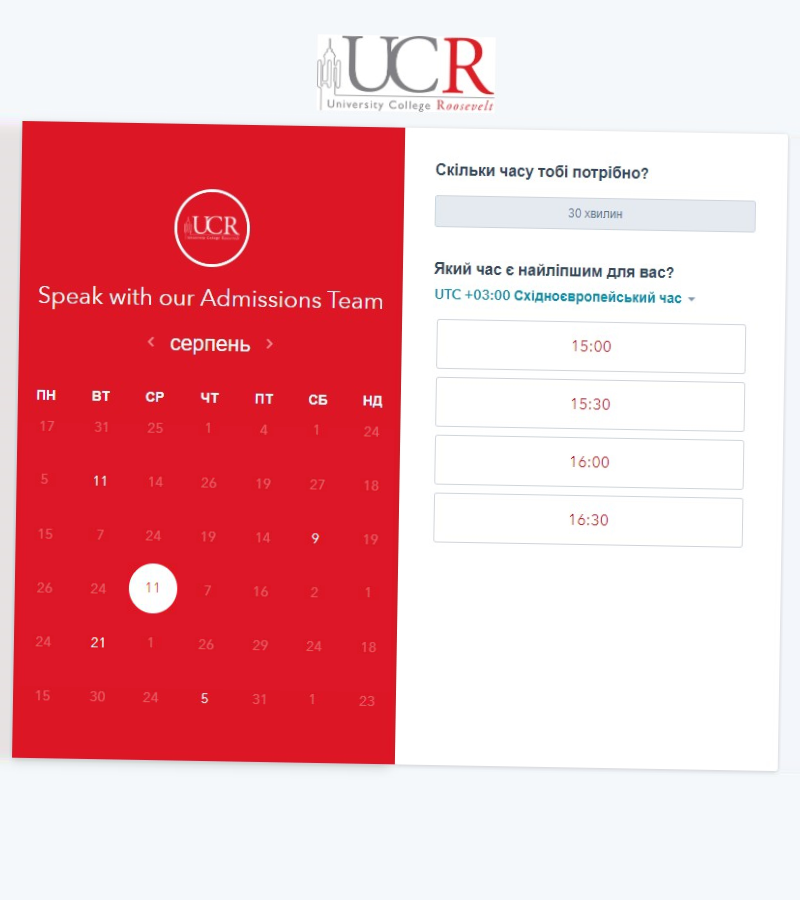 UCR
University College Roosevelt
UCR
Speak with our Admissions Team
серпень
ПН ВТ СР ЧТ ПТ СБ НД
17 31 25 1 4 1 24
5 11 14 26 19 27 18
15 7 24 19 14 9 19
26 24 11 7 16 2 1
24 21 1 26 29 24 18
15 30 24 5 31 1 23
Скільки часу тобі потрібно?
30 хвилин
Який час є найліпшим для вас?
UTC +03:00 Східноєвропейський час
15:00
15:30
16:00
16:30